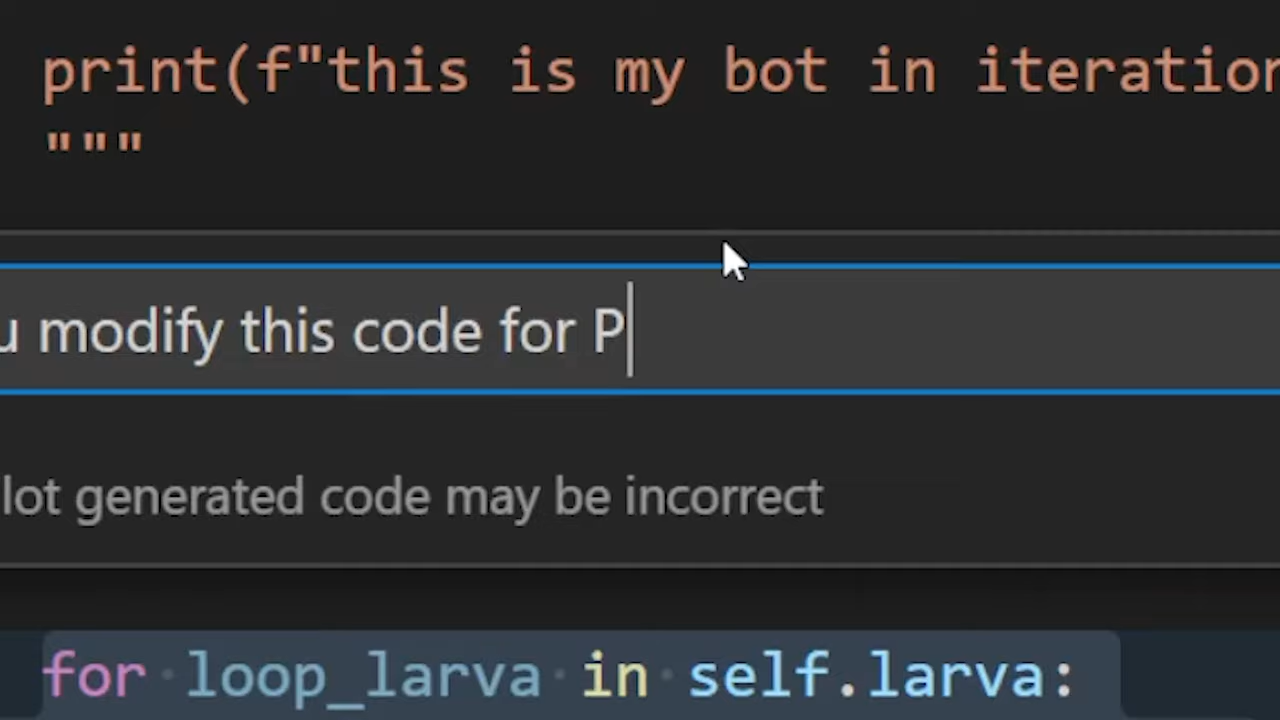 print(f"this is my bot in iteration
"""
u modify this code for P
lot generated code may be incorrect
for loop_larva in self.larva: